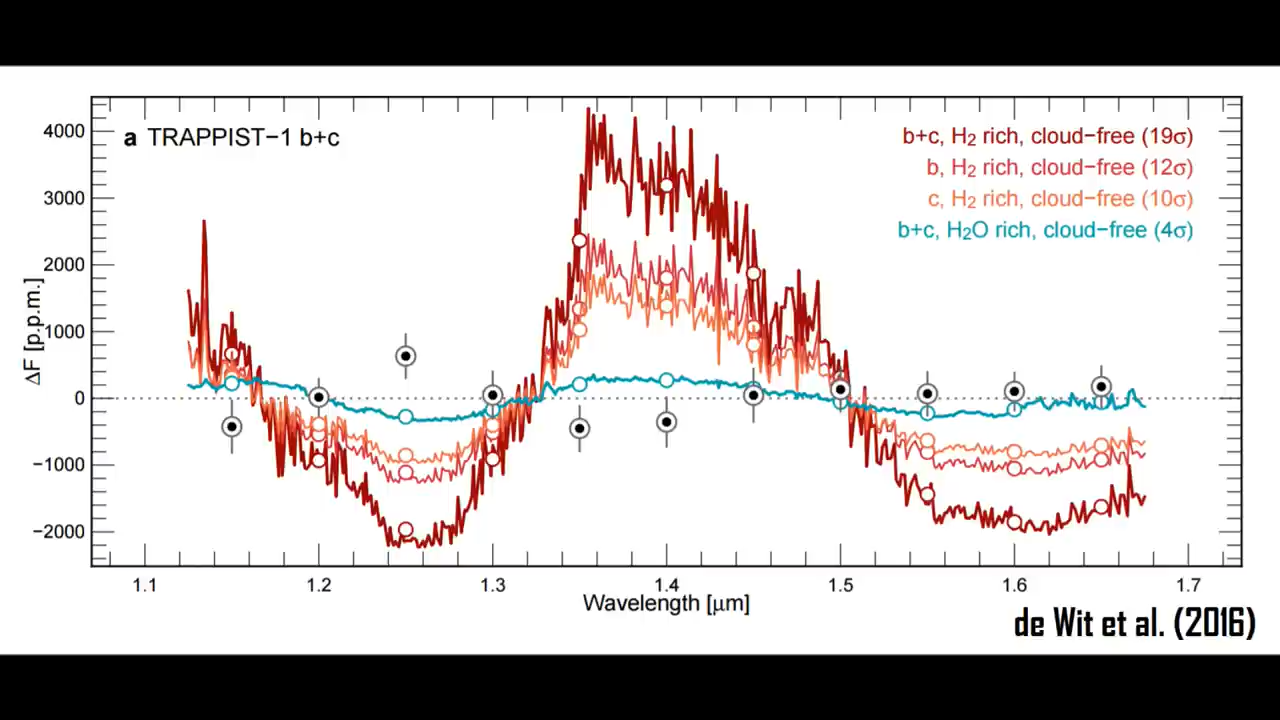 a TRAPPIST−1 b+c
b+c, H2 rich, cloud−free (19σ)
b, H2 rich, cloud−free (12σ)
c, H2 rich, cloud−free (10σ)
b+c, H2O rich, cloud−free (4σ)
ΔF [p.p.m.]
4000
3000
2000
1000
0
−1000
−2000
1.1 1.2 1.3 1.4 1.5 1.6 1.7
Wavelength [μm]
de Wit et al. (2016)